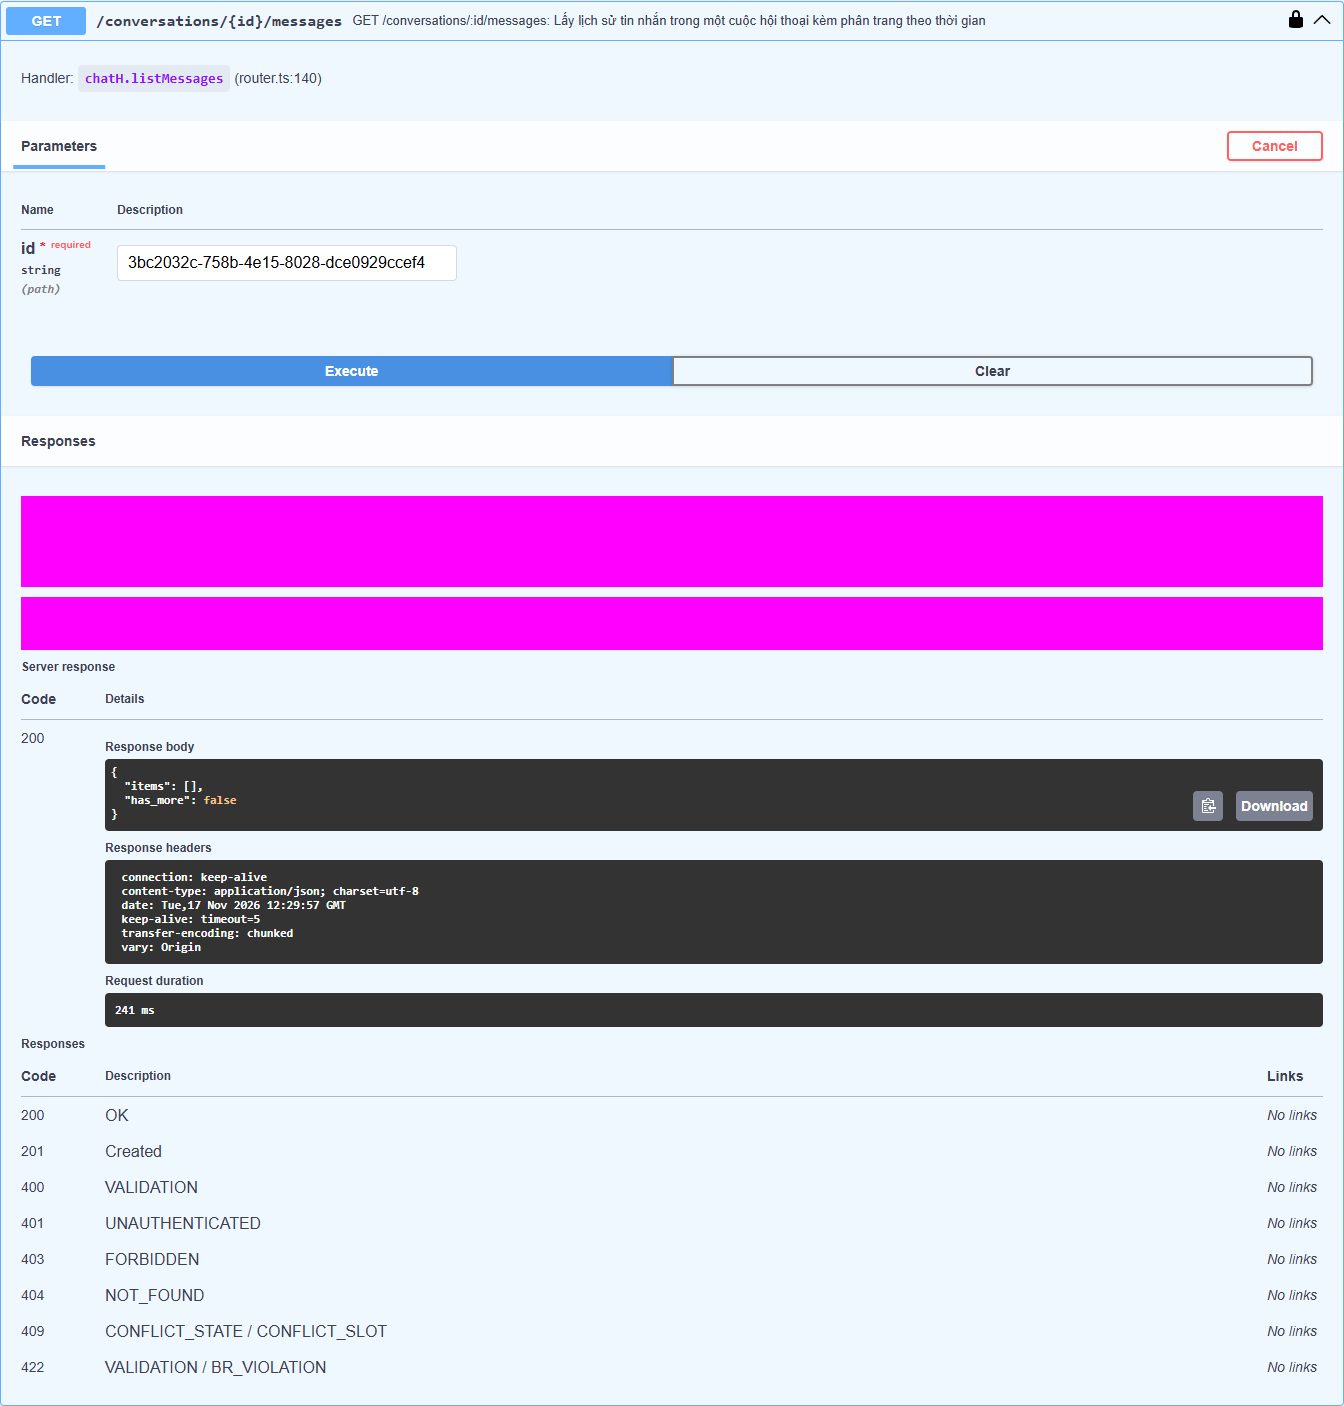 GET /conversations/{id}/messages GET /conversations/:id/messages: Lấy lịch sử tin nhắn trong một cuộc hội thoại kèm phân trang theo thời gian
Handler: chatH.listMessages (router.ts:140)
Parameters Cancel
Name Description
id * required
string
(path)
3bc2032c-758b-4e15-8028-dce0929ccef4
Execute Clear
Responses
Server response
Code Details
200
Response body
{
"items": [],
"has_more": false
}
Download
Response headers
connection: keep-alive
content-type: application/json; charset=utf-8
date: Tue,17 Nov 2026 12:29:57 GMT
keep-alive: timeout=5
transfer-encoding: chunked
vary: Origin
Request duration
241 ms
Responses
Code Description Links
200 OK No links
201 Created No links
400 VALIDATION No links
401 UNAUTHENTICATED No links
403 FORBIDDEN No links
404 NOT_FOUND No links
409 CONFLICT_STATE / CONFLICT_SLOT No links
422 VALIDATION / BR_VIOLATION No links